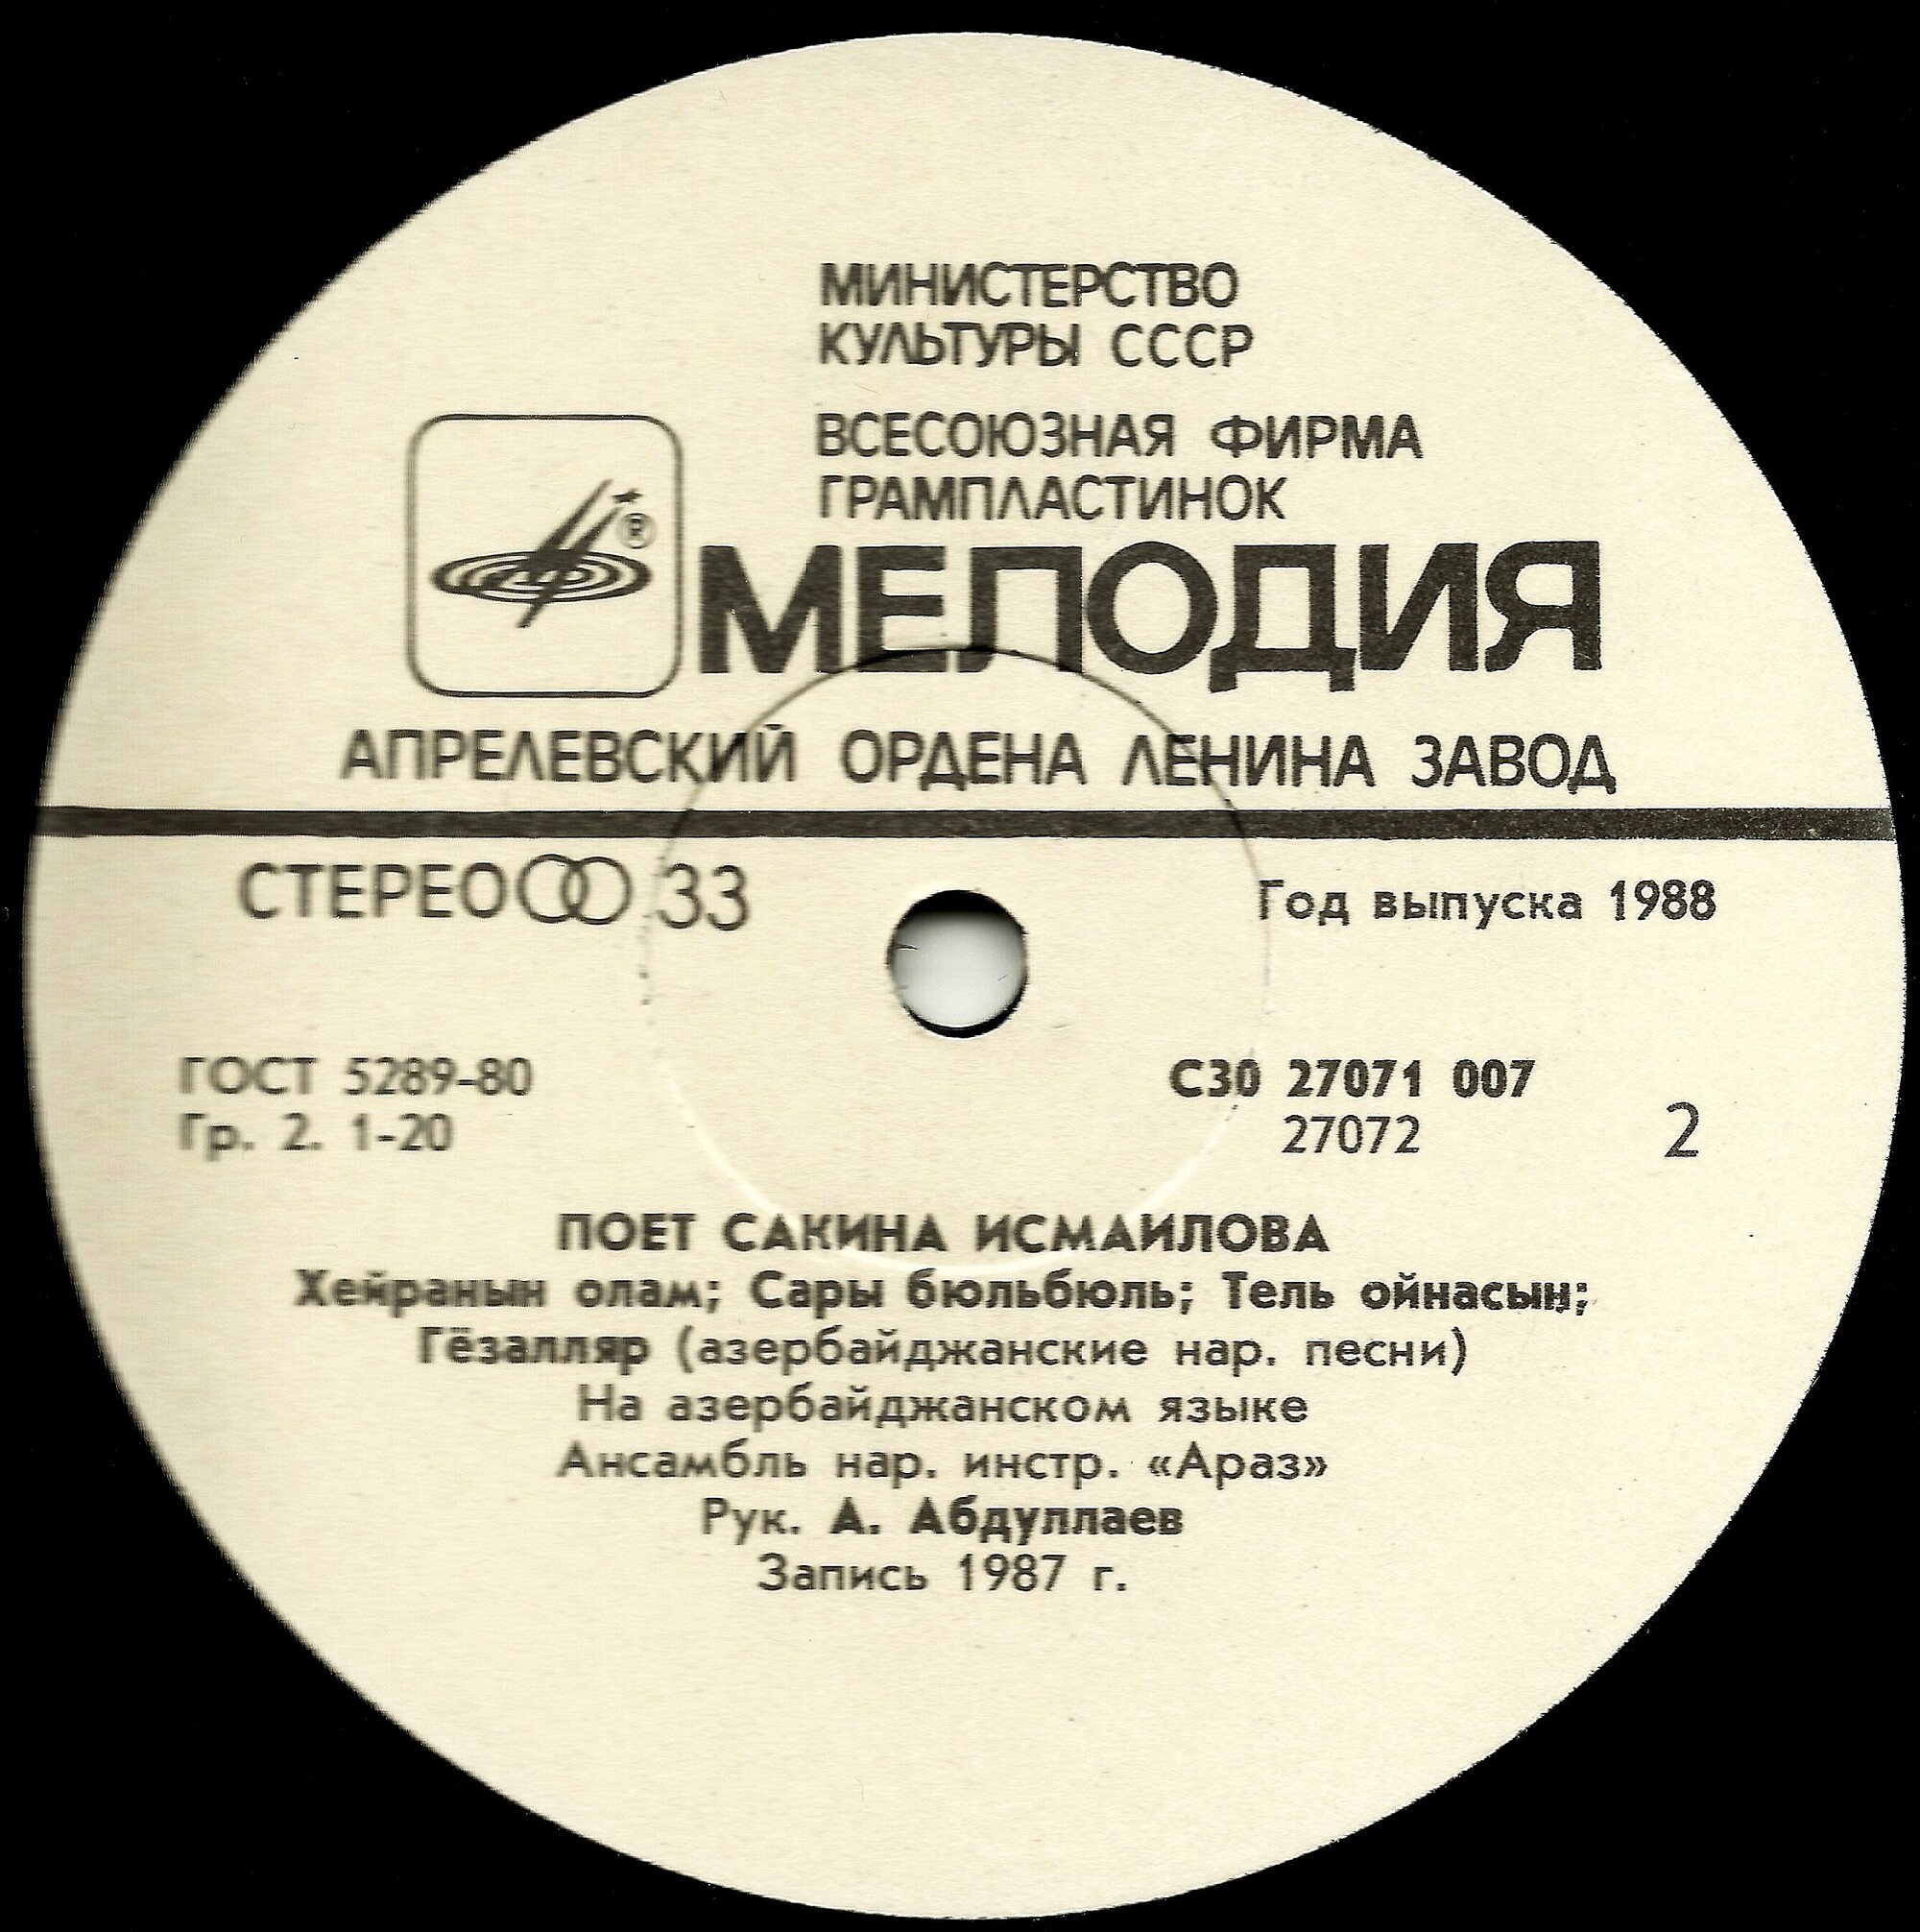 МИНИСТЕРСТВО
КУЛЬТУРЫ СССР
ВСЕСОЮЗНАЯ ФИРМА
ГРАМПЛАСТИНОК
®
МЕЛОДИЯ
АПРЕЛЕВСКИЙ ОРДЕНА ЛЕНИНА ЗАВОД
СТЕРЕО 33
Год выпуска 1988
ГОСТ 5289-80
Гр. 2. 1-20
С30 27071 007
27072
2
ПОЕТ САКИНА ИСМАИЛОВА
Хейранын олам; Сары бюльбюль; Тель ойнасын;
Гёзалляр (азербайджанские нар. песни)
На азербайджанском языке
Ансамбль нар. инстр. «Араз»
Рук. А. Абдуллаев
Запись 1987 г.